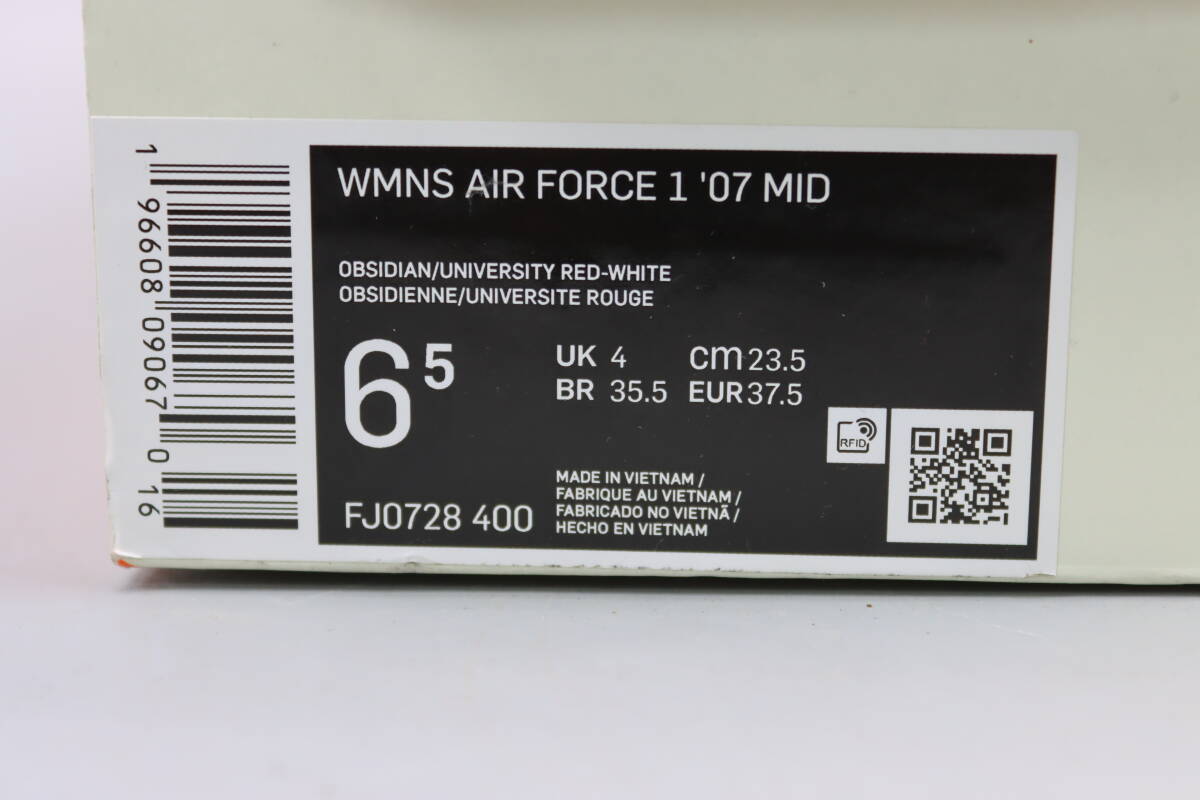 1 96608 09067 0 16
WMNS AIR FORCE 1 '07 MID
OBSIDIAN/UNIVERSITY RED-WHITE
OBSIDIENNE/UNIVERSITE ROUGE
6 5
UK 4 cm 23.5
BR 35.5 EUR 37.5
RFID
FJ0728 400
MADE IN VIETNAM /
FABRIQUE AU VIETNAM /
FABRICADO NO VIETNÃ /
HECHO EN VIETNAM